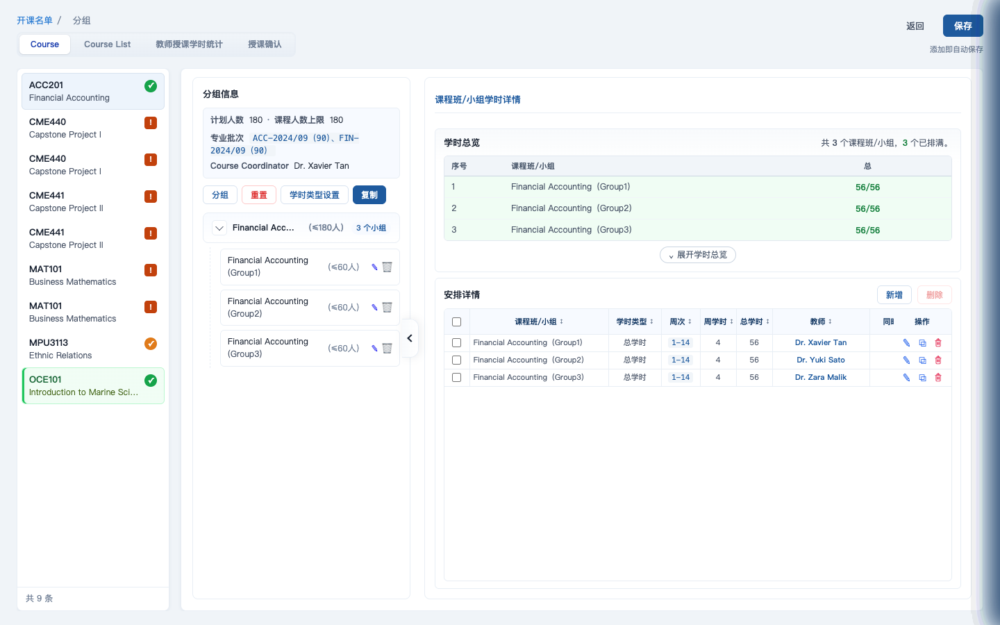 开课名单 / 分组
返回
保存
添加即自动保存
Course
Course List
教师授课学时统计
授课确认
ACC201
Financial Accounting
CME440
Capstone Project I
CME440
Capstone Project I
CME441
Capstone Project II
CME441
Capstone Project II
MAT101
Business Mathematics
MAT101
Business Mathematics
MPU3113
Ethnic Relations
OCE101
Introduction to Marine Sci...
共 9 条
分组信息
计划人数 180 · 课程人数上限 180
专业批次 ACC-2024/09（90）、FIN-
2024/09（90）
Course Coordinator Dr. Xavier Tan
分组
重置
学时类型设置
复制
Financial Acc... (≤180人) 3 个小组
Financial Accounting
(Group1)
(≤60人)
Financial Accounting
(Group2)
(≤60人)
Financial Accounting
(Group3)
(≤60人)
课程班/小组学时详情
学时总览
共 3 个课程班/小组，3 个已排满。
序号 课程班/小组 总
1 Financial Accounting（Group1） 56/56
2 Financial Accounting（Group2） 56/56
3 Financial Accounting（Group3） 56/56
展开学时总览
安排详情
新增
删除
课程班/小组 学时类型 周次 周学时 总学时 教师 同 操作
Financial Accounting（Group1） 总学时 1-14 4 56 Dr. Xavier Tan
Financial Accounting（Group2） 总学时 1-14 4 56 Dr. Yuki Sato
Financial Accounting（Group3） 总学时 1-14 4 56 Dr. Zara Malik